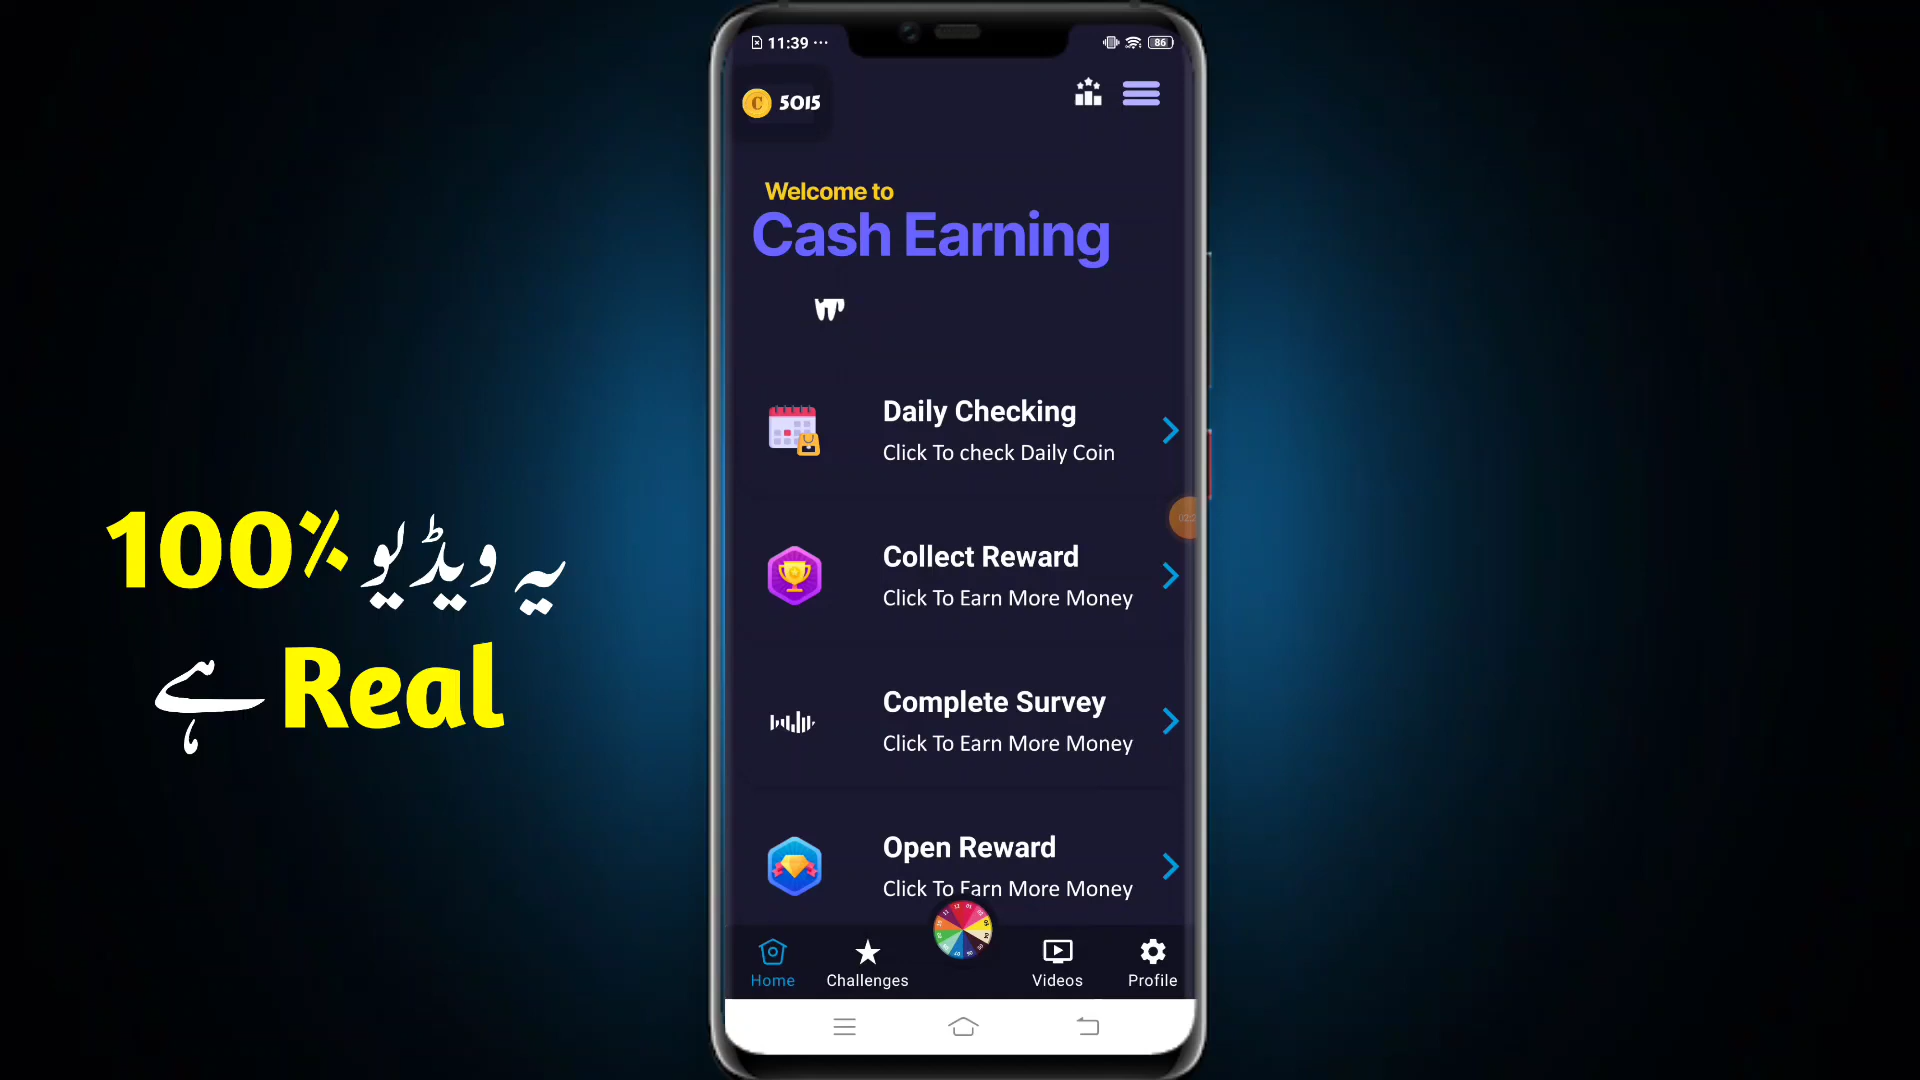 11:39
86
5015
Welcome to
Cash Earning
Daily Checking
Click To check Daily Coin
Collect Reward
Click To Earn More Money
Complete Survey
Click To Earn More Money
Open Reward
Click To Earn More Money
Home
Challenges
Videos
Profile
یہ ویڈیو 100%
Real ہے